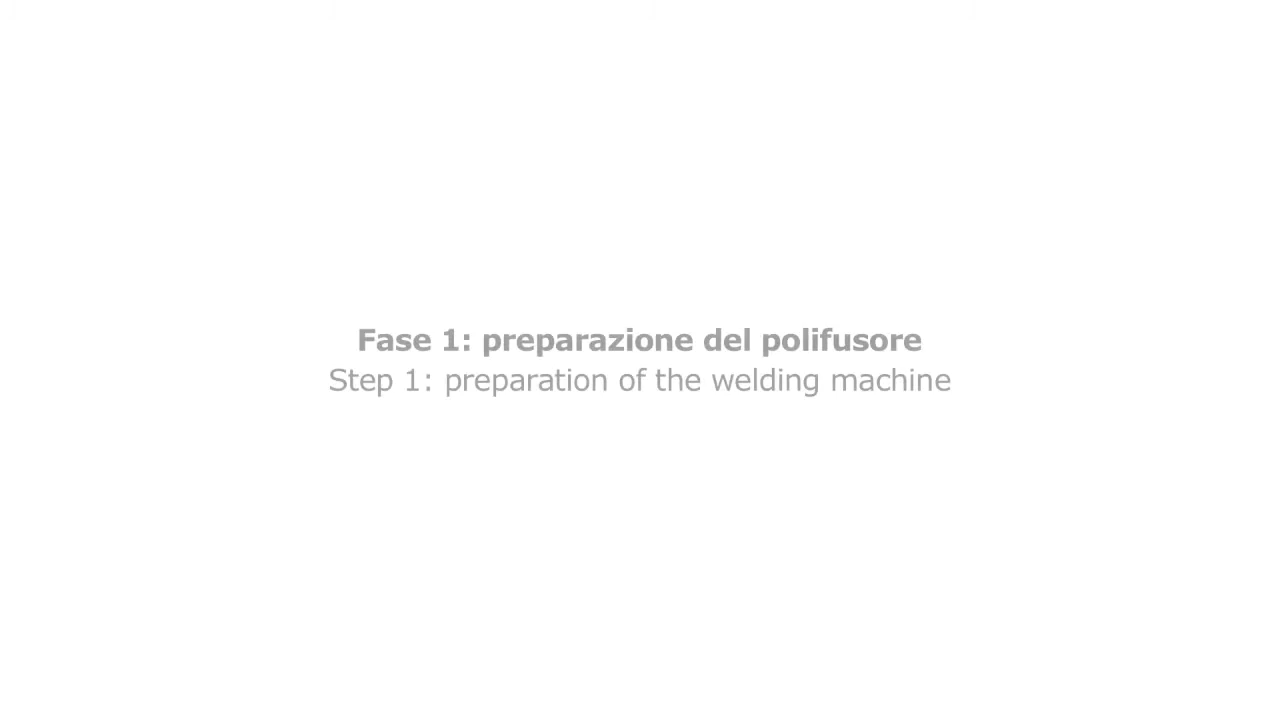 Fase 1: preparazione del polifusore
Step 1: preparation of the welding machine